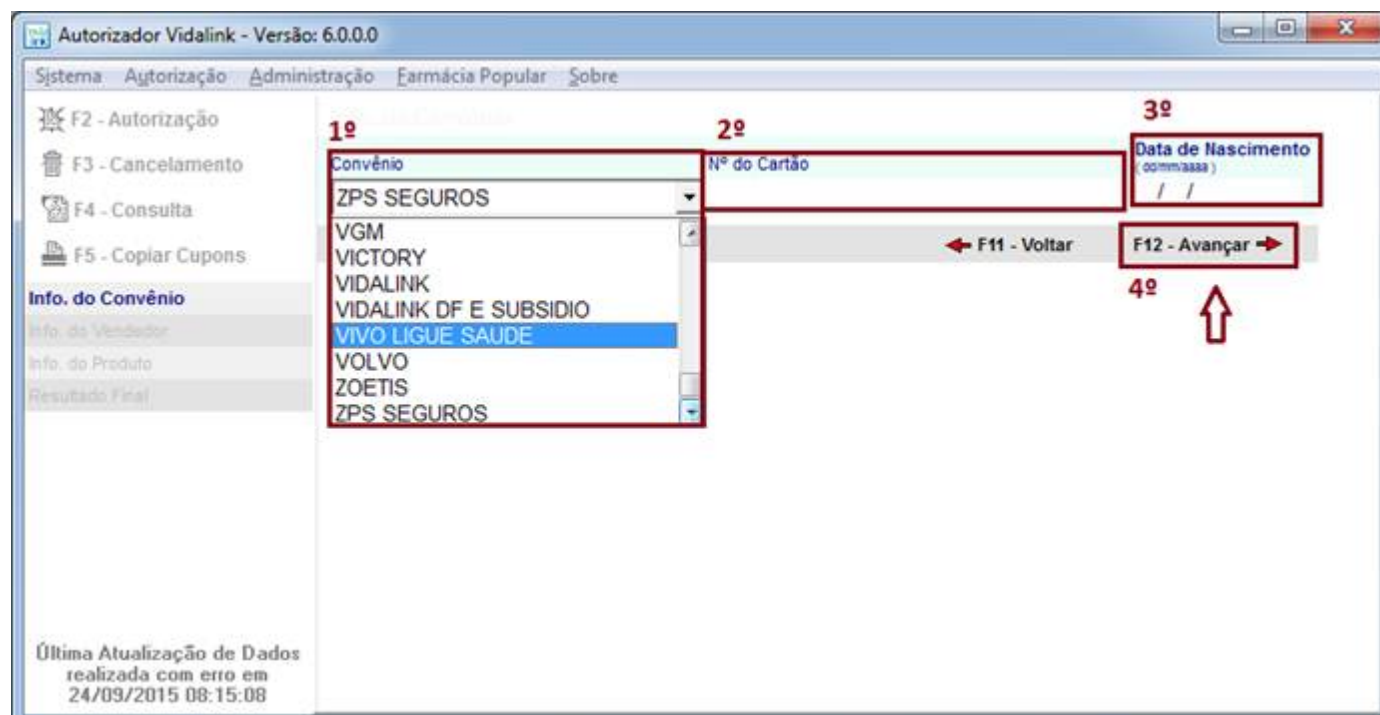 Autorizador Vidalink - Versão: 6.0.0.0
Sistema Autorização Administração Farmácia Popular Sobre
F2 - Autorização
F3 - Cancelamento
F4 - Consulta
F5 - Copiar Cupons
Info. do Convênio
Info. do Vendedor
Info. do Produto
Resultado Final
1º
Convênio
ZPS SEGUROS
VGM
VICTORY
VIDALINK
VIDALINK DF E SUBSIDIO
VIVO LIGUE SAUDE
VOLVO
ZOETIS
ZPS SEGUROS
2º
Nº do Cartão
3º
Data de Nascimento
( dd/mm/aaaa )
/ /
F11 - Voltar
F12 - Avançar
4º
Última Atualização de Dados
realizada com erro em
24/09/2015 08:15:08